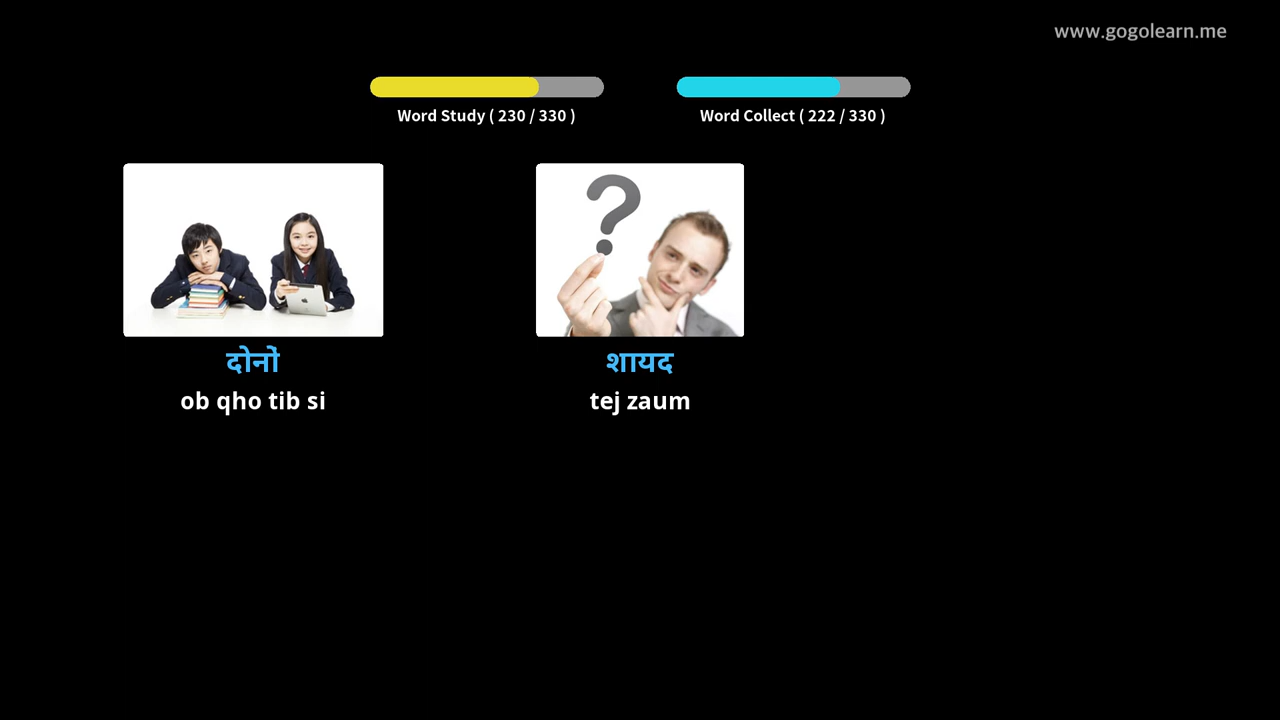 www.gogolearn.me
Word Study ( 230 / 330 )
Word Collect ( 222 / 330 )
दोनों
ob qho tib si
शायद
tej zaum